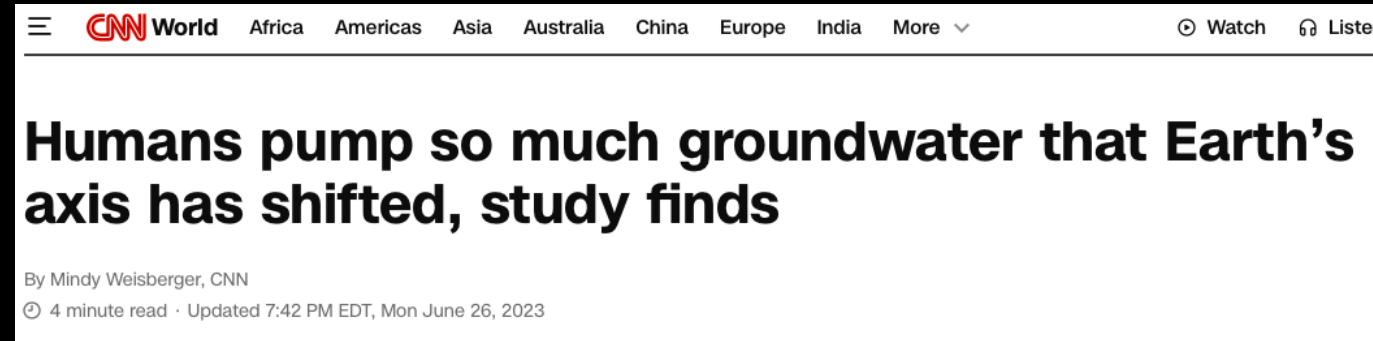 CNN World Africa Americas Asia Australia China Europe India More Watch Liste
Humans pump so much groundwater that Earth's
axis has shifted, study finds
By Mindy Weisberger, CNN
4 minute read · Updated 7:42 PM EDT, Mon June 26, 2023